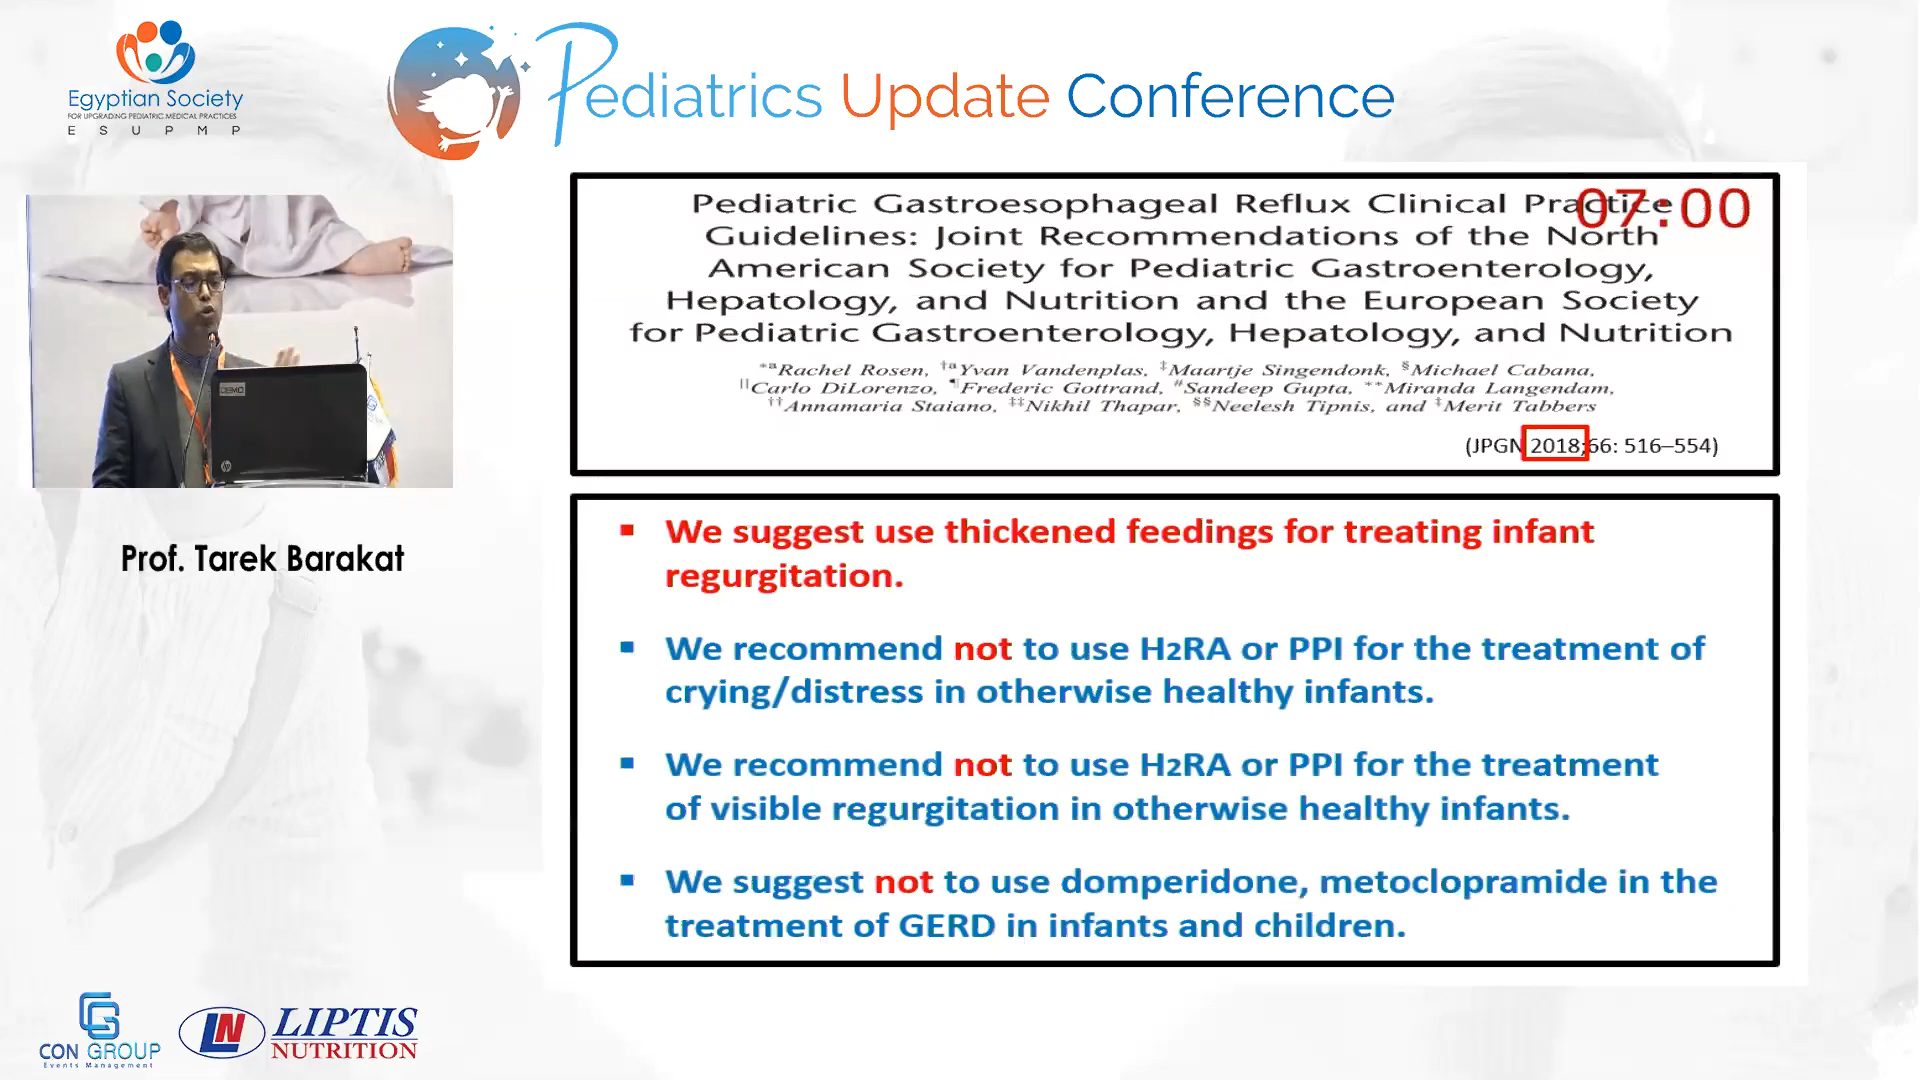 Egyptian Society
FOR UPGRADING PEDIATRIC MEDICAL PRACTICES
E S U P M P
Pediatrics Update Conference
07:00
Pediatric Gastroesophageal Reflux Clinical Practice
Guidelines: Joint Recommendations of the North
American Society for Pediatric Gastroenterology,
Hepatology, and Nutrition and the European Society
for Pediatric Gastroenterology, Hepatology, and Nutrition
*ªRachel Rosen, †ªYvan Vandenplas, ‡Maartje Singendonk, §Michael Cabana,
||Carlo DiLorenzo, ¶Frederic Gottrand, #Sandeep Gupta, **Miranda Langendam,
††Annamaria Staiano, ‡‡Nikhil Thapar, §§Neelesh Tipnis, and ‡Merit Tabbers
(JPGN 2018;66: 516–554)
▪ We suggest use thickened feedings for treating infant
regurgitation.
▪ We recommend not to use H2RA or PPI for the treatment of
crying/distress in otherwise healthy infants.
▪ We recommend not to use H2RA or PPI for the treatment
of visible regurgitation in otherwise healthy infants.
▪ We suggest not to use domperidone, metoclopramide in the
treatment of GERD in infants and children.
hp
Prof. Tarek Barakat
CON GROUP
Events Management
LN LIPTIS
NUTRITION